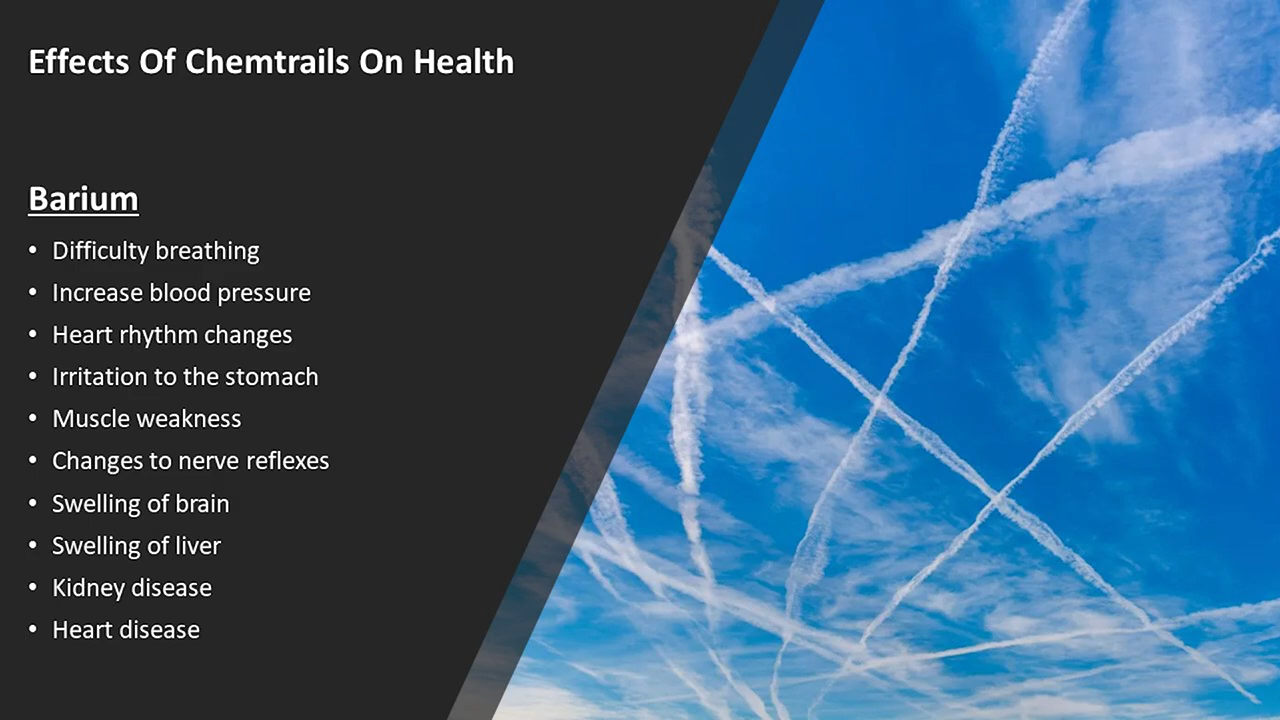 Effects Of Chemtrails On Health
Barium
• Difficulty breathing
• Increase blood pressure
• Heart rhythm changes
• Irritation to the stomach
• Muscle weakness
• Changes to nerve reflexes
• Swelling of brain
• Swelling of liver
• Kidney disease
• Heart disease